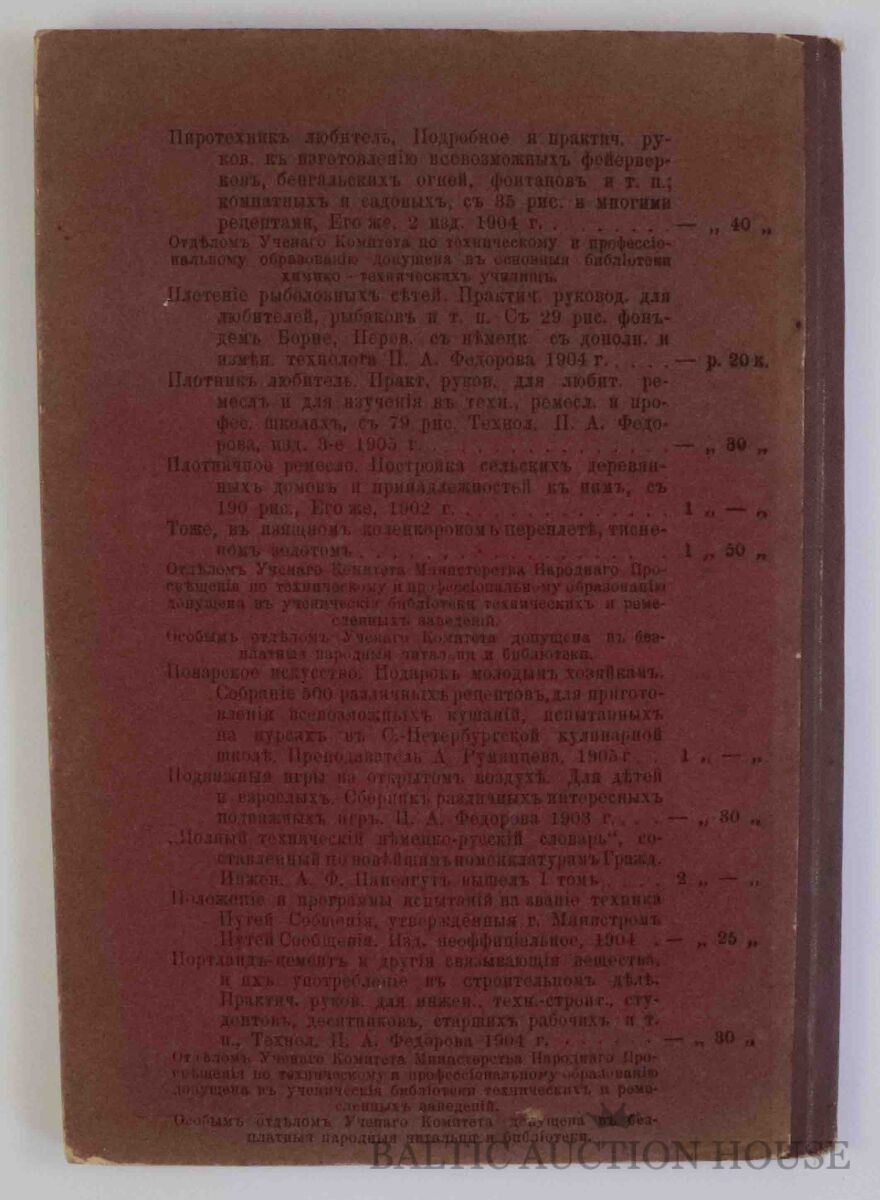 Пиротехникъ любитель. Подробное и практич. ру-
ков. къ изготовленію всевозможныхъ фейервер-
ковъ, бенгальскихъ огней, фонтановъ и т. п.;
комнатныхъ и садовыхъ, съ 35 рис. и многими
рецептами, Его же. 2 изд. 1904 г. . . . . . . . . — „ 40 „
Отдѣломъ Ученаго Комитета по техническому и професcio-
нальному образованію допущена въ основныя библіотеки
химико-техническихъ училищъ.
Плетеніе рыболовныхъ сѣтей. Практич. руковод. для
любителей, рыбаковъ и т. п. Съ 29 рис. фонъ-
демъ Борне, Перев. съ нѣмецк. съ дополн. и
измѣн. технолога П. А. Федорова 1904 г. . . . . — р. 20 к.
Плотникъ любитель. Практ. руков. для любит. ре-
меслъ и для изученія въ техн., ремесл. и про-
фес. школахъ, съ 79 рис. Технол. П. А. Федо-
рова, изд. 3-е 1905 г. . . . . . . . . . . . . . — „ 30 „
Плотничное ремесло. Постройка сельскихъ деревян-
ныхъ домовъ и принадлежностей къ нимъ, съ
190 рис., Его же, 1902 г. . . . . . . . . . . . 1 „ — „
Тоже, въ изящномъ коленкоровомъ переплетѣ, тисне-
номъ золотомъ . . . . . . . . . . . . . . . . 1 „ 50 „
Отдѣломъ Ученаго Комитета Министерства Народнаго Про-
свѣщенія по техническому и профессіональному образованію
допущена въ ученическія библіотеки техническихъ и реме-
сленныхъ заведеній.
Особымъ отдѣломъ Ученаго Комитета допущена въ без-
платныя народныя читальни и библіотеки.
Поварское искусство. Подарокъ молодымъ хозяйкамъ.
Собраніе 500 различныхъ рецептовъ, для приготов-
вленія всевозможныхъ кушаній, испытанныхъ
на курсахъ въ С.-Петербургской кулинарной
школѣ. Преподаватель А. Румянцева, 1905 г. . 1 „ — „
Подвижныя игры на открытомъ воздухѣ. Для дѣтей
и взрослыхъ. Сборникъ различныхъ интересныхъ
подвижныхъ игръ. П. А. Федорова 1903 г. . . . — „ 30 „
„Полный техническій нѣмецко-русскій словарь“, со-
ставленный по новѣйшимъ номенклатурамъ Гражд.
Инжен. А. Ф. Папенгутъ вышелъ 1 томъ . . . . 2 „ — „
Положеніе и программы испытаній на званіе техника
Путей Сообщенія, утвержденныя г. Министромъ
Путей Сообщенія. Изд. неоффиціальное, 1904 . — „ 25 „
Портландъ-цементъ и другія связывающія вещества,
и ихъ употребленіе въ строительномъ дѣлѣ.
Практич. руков. для инжен., техн.-строит., сту-
дентовъ, десятниковъ, старшихъ рабочихъ и т.
п., Технол. П. А. Федорова 1904 г. . . . . . . — „ 30 „
Отдѣломъ Ученаго Комитета Министерства Народнаго Про-
свѣщенія по техническому и профессіональному образованію
допущена въ ученическія библіотеки техническихъ и реме-
сленныхъ заведеній.
Особымъ отдѣломъ Ученаго Комитета допущена въ без-
платныя народныя читальни и библіотеки.
BALTIC AUCTION HOUSE